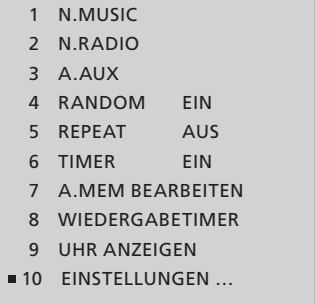 1 N.MUSIC
2 N.RADIO
3 A.AUX
4 RANDOM EIN
5 REPEAT AUS
6 TIMER EIN
7 A.MEM BEARBEITEN
8 WIEDERGABETIMER
9 UHR ANZEIGEN
10 EINSTELLUNGEN ...